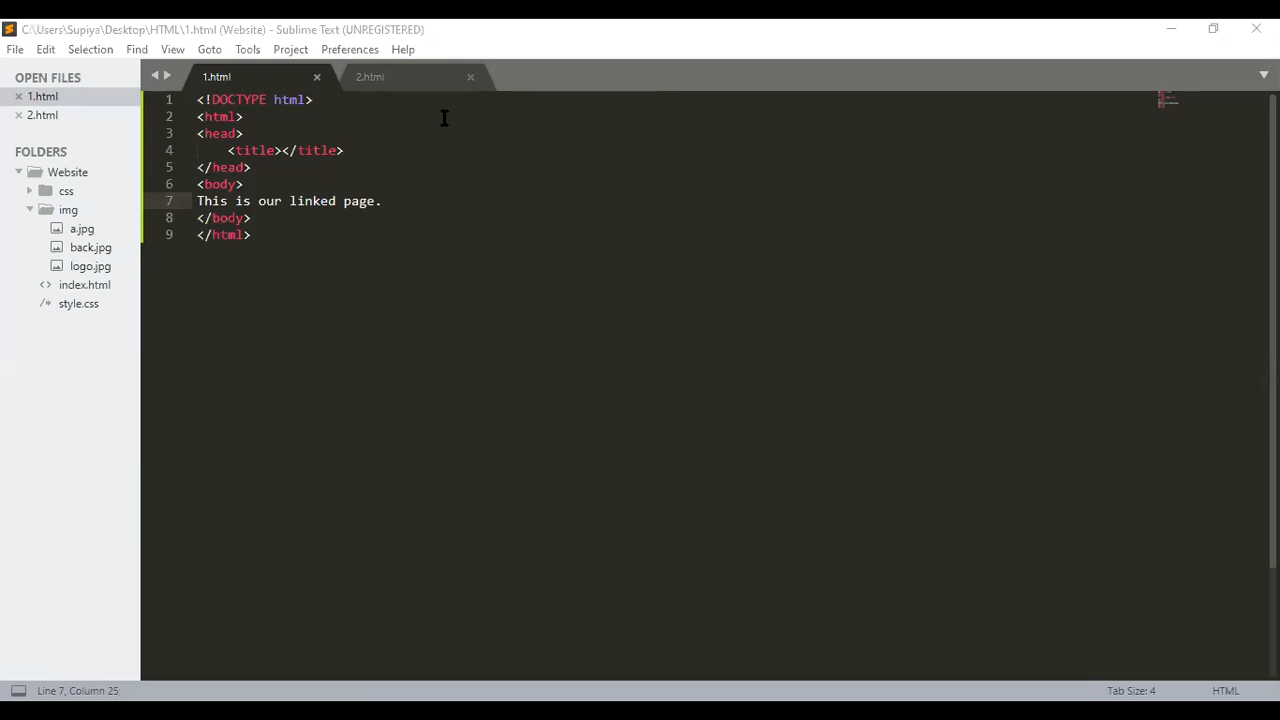 C:\Users\Supiya\Desktop\HTML\1.html (Website) - Sublime Text (UNREGISTERED)
File Edit Selection View Goto Tools Project Preferences Help
OPEN FILES
1.html
2.html
FOLDERS
Website
css
img
a.jpg
back.jpg
logo.jpg
index.html
/* style.css
1.html 2.html
1 <!DOCTYPE html>
2 <html>
3 <head>
4 <title></title>
5 </head>
6 <body>
7 This is our linked page.
8 </body>
9 </html>
Line 7, Column 25 Tab Size: 4 HTML